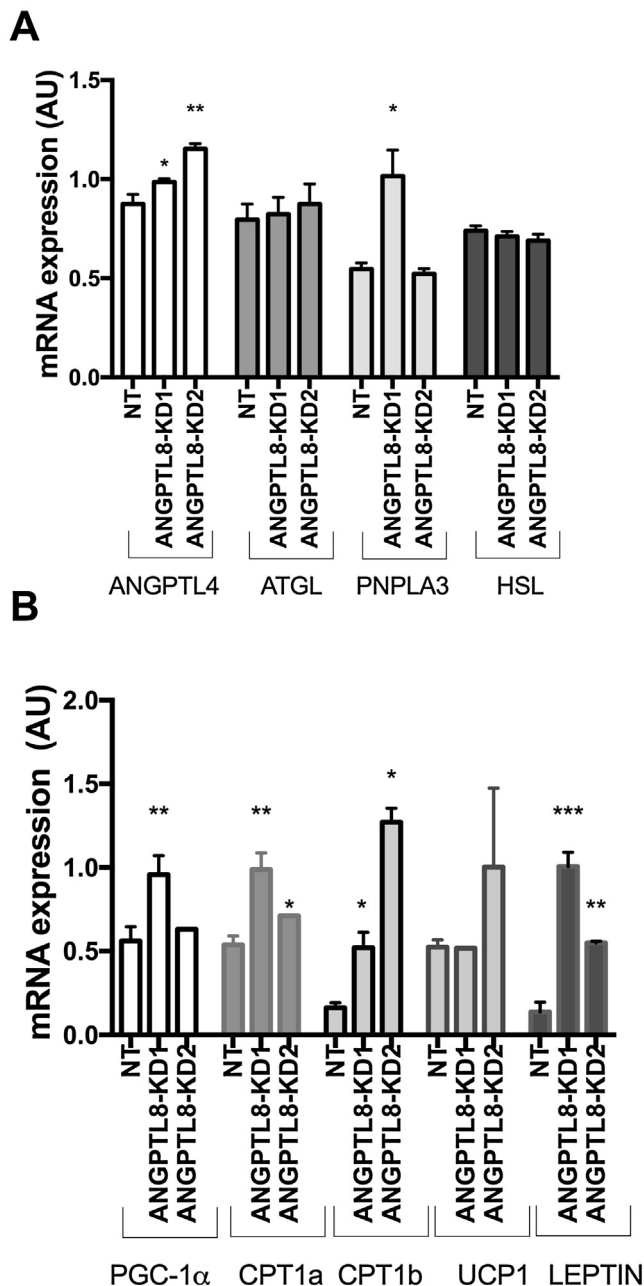 A
mRNA expression (AU)
1.5
1.0
0.5
0.0
* ** *
NT ANGPTL8-KD1 ANGPTL8-KD2 NT ANGPTL8-KD1 ANGPTL8-KD2 NT ANGPTL8-KD1 ANGPTL8-KD2 NT ANGPTL8-KD1 ANGPTL8-KD2
ANGPTL4 ATGL PNPLA3 HSL
B
mRNA expression (AU)
2.0
1.5
1.0
0.5
0.0
** ** * * * *** **
NT ANGPTL8-KD1 ANGPTL8-KD2 NT ANGPTL8-KD1 ANGPTL8-KD2 NT ANGPTL8-KD1 ANGPTL8-KD2 NT ANGPTL8-KD1 ANGPTL8-KD2 NT ANGPTL8-KD1 ANGPTL8-KD2
PGC-1α CPT1a CPT1b UCP1 LEPTIN